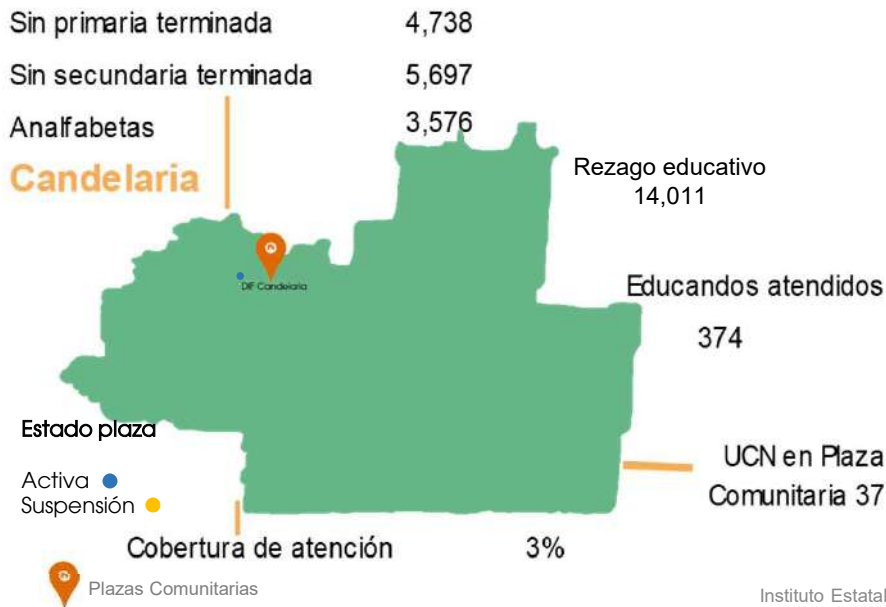 Sin primaria terminada 4,738
Sin secundaria terminada 5,697
Analfabetas 3,576
Candelaria
Rezago educativo
14,011
DIF Candelaria
Educandos atendidos
374
Estado plaza
Activa
Suspensión
UCN en Plaza
Comunitaria 37
Cobertura de atención 3%
Plazas Comunitarias
Instituto Estatal